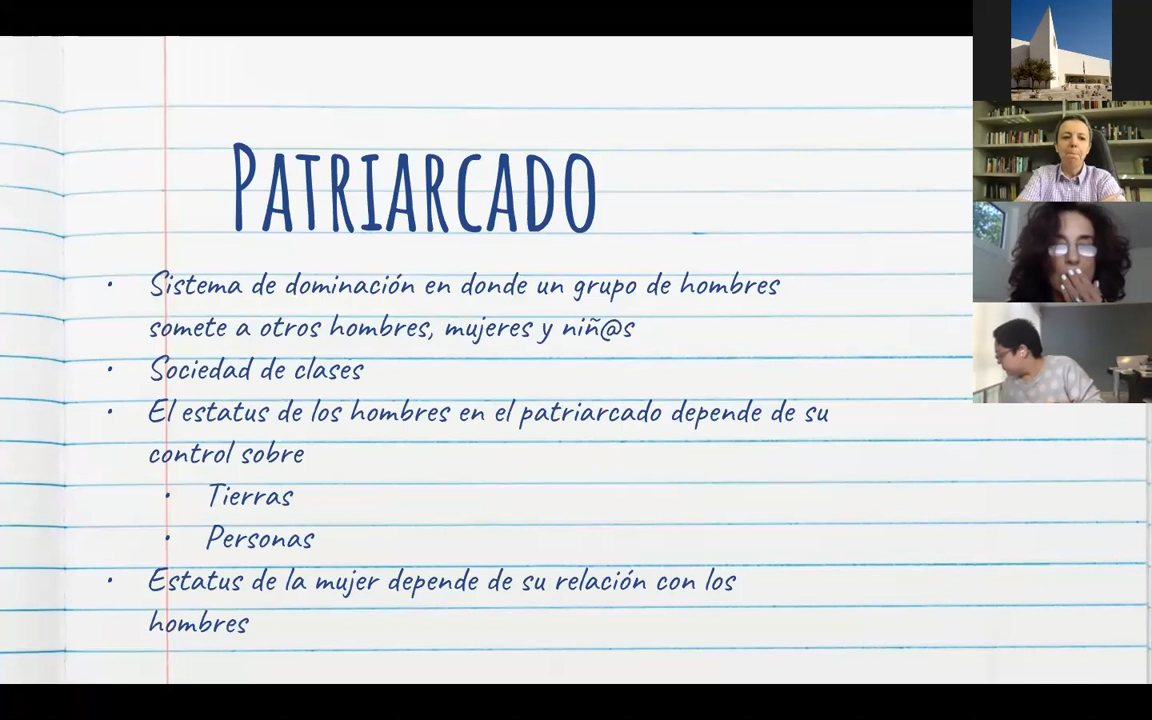 PATRIARCADO
· Sistema de dominación en donde un grupo de hombres
somete a otros hombres, mujeres y niñ@s
· Sociedad de clases
· El estatus de los hombres en el patriarcado depende de su
control sobre
· Tierras
· Personas
· Estatus de la mujer depende de su relación con los
hombres